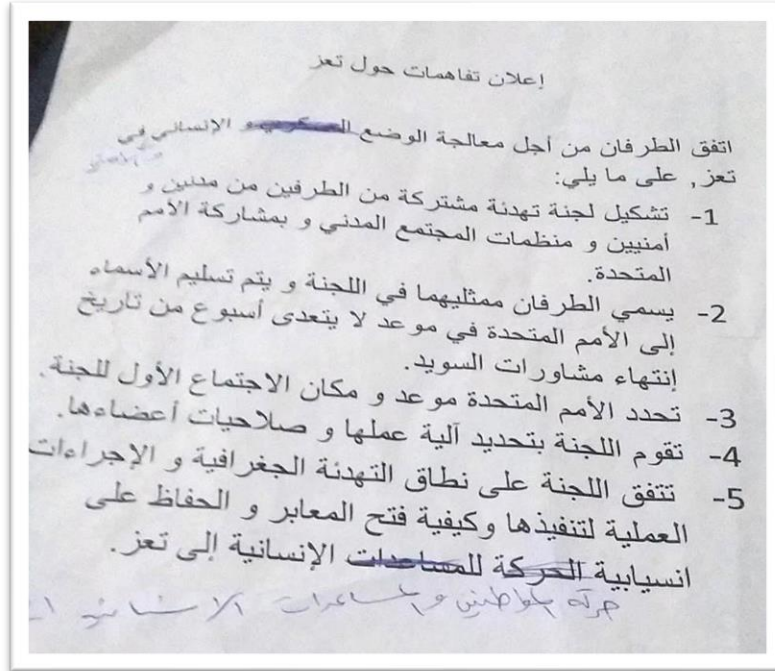 إعلان تفاهمات حول تعز
اتفق الطرفان من أجل معالجة الوضع العسكري و الإنساني في
تعز, على ما يلي:
1- تشكيل لجنة تهدئة مشتركة من الطرفين من مدنين و
أمنيين و منظمات المجتمع المدني و بمشاركة الأمم
المتحدة.
2- يسمي الطرفان ممثليهما في اللجنة و يتم تسليم الأسماء
إلى الأمم المتحدة في موعد لا يتعدى أسبوع من تاريخ
إنتهاء مشاورات السويد.
3- تحدد الأمم المتحدة موعد و مكان الاجتماع الأول للجنة.
4- تقوم اللجنة بتحديد آلية عملها و صلاحيات أعضاءها.
5- تتفق اللجنة على نطاق التهدئة الجغرافية و الإجراءات
العملية لتنفيذها وكيفية فتح المعابر و الحفاظ على
انسيابية الحركة للمساعدات الإنسانية إلى تعز.
حركة المواطنين والمساعدات الانسانية